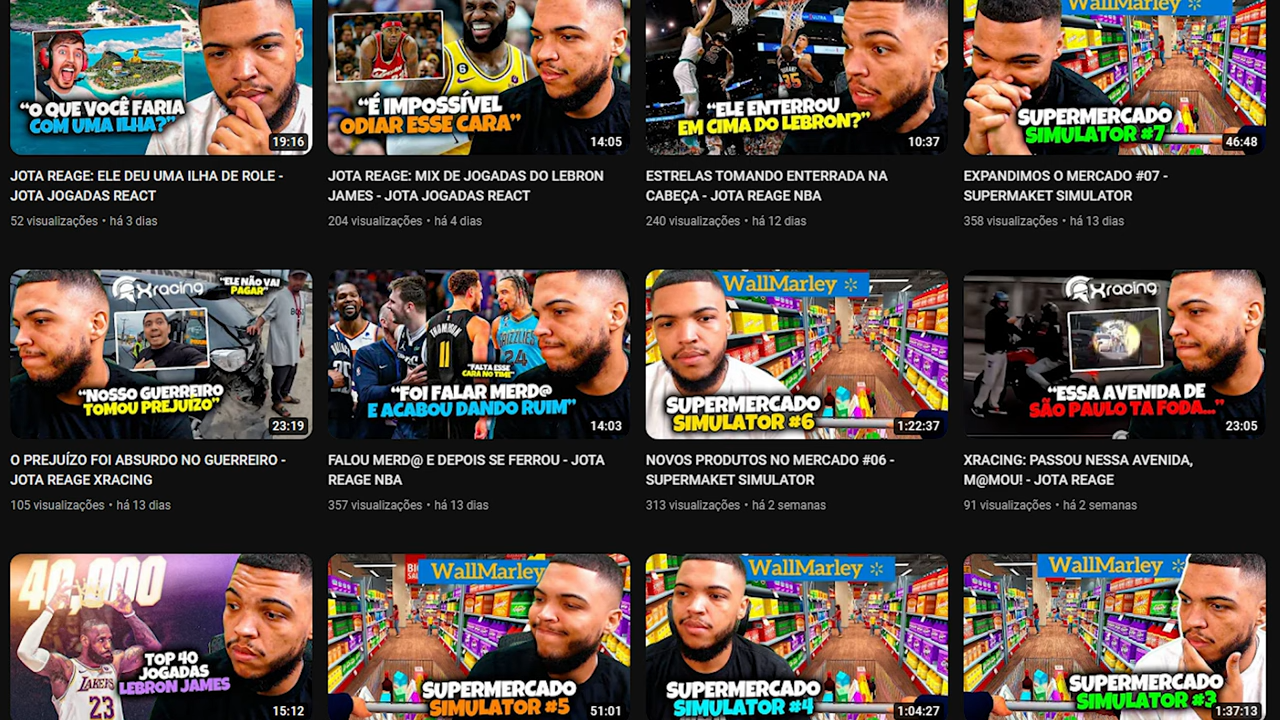 "O QUE VOCÊ FARIA
COM UMA ILHA?"
19:16
JOTA REAGE: ELE DEU UMA ILHA DE ROLE -
JOTA JOGADAS REACT
52 visualizações • há 3 dias
"É IMPOSSÍVEL
ODIAR ESSE CARA"
14:05
JOTA REAGE: MIX DE JOGADAS DO LEBRON
JAMES - JOTA JOGADAS REACT
204 visualizações • há 4 dias
35
"ELE ENTERROU
EM CIMA DO LEBRON?"
10:37
ESTRELAS TOMANDO ENTERRADA NA
CABEÇA - JOTA REAGE NBA
240 visualizações • há 12 dias
WallMarley
SUPERMERCADO
SIMULATOR #7
46:48
EXPANDIMOS O MERCADO #07 -
SUPERMAKET SIMULATOR
358 visualizações • há 13 dias
Xracing
"ELE NÃO VAI
PAGAR"
"NOSSO GUERREIRO
TOMOU PREJUÍZO"
23:19
O PREJUÍZO FOI ABSURDO NO GUERREIRO -
JOTA REAGE XRACING
105 visualizações • há 13 dias
THOMPSON
11
GRIZZLIES
24
"FALTA ESSE
CARA NO TIME"
"FOI FALAR MERD@
E ACABOU DANDO RUIM"
14:03
FALOU MERD@ E DEPOIS SE FERROU - JOTA
REAGE NBA
357 visualizações • há 13 dias
WallMarley
SUPERMERCADO
SIMULATOR #6
1:22:37
NOVOS PRODUTOS NO MERCADO #06 -
SUPERMAKET SIMULATOR
313 visualizações • há 2 semanas
Xracing
"ESSA AVENIDA DE
SÃO PAULO TA FODA..."
23:05
XRACING: PASSOU NESSA AVENIDA,
M@MOU! - JOTA REAGE
91 visualizações • há 2 semanas
40,000
LAKERS
23
TOP 40
JOGADAS
LEBRON JAMES
15:12
WallMarley
SUPERMERCADO
SIMULATOR #5
51:01
WallMarley
SUPERMERCADO
SIMULATOR #4
1:04:27
WallMarley
SUPERMERCADO
SIMULATOR #3
1:37:13